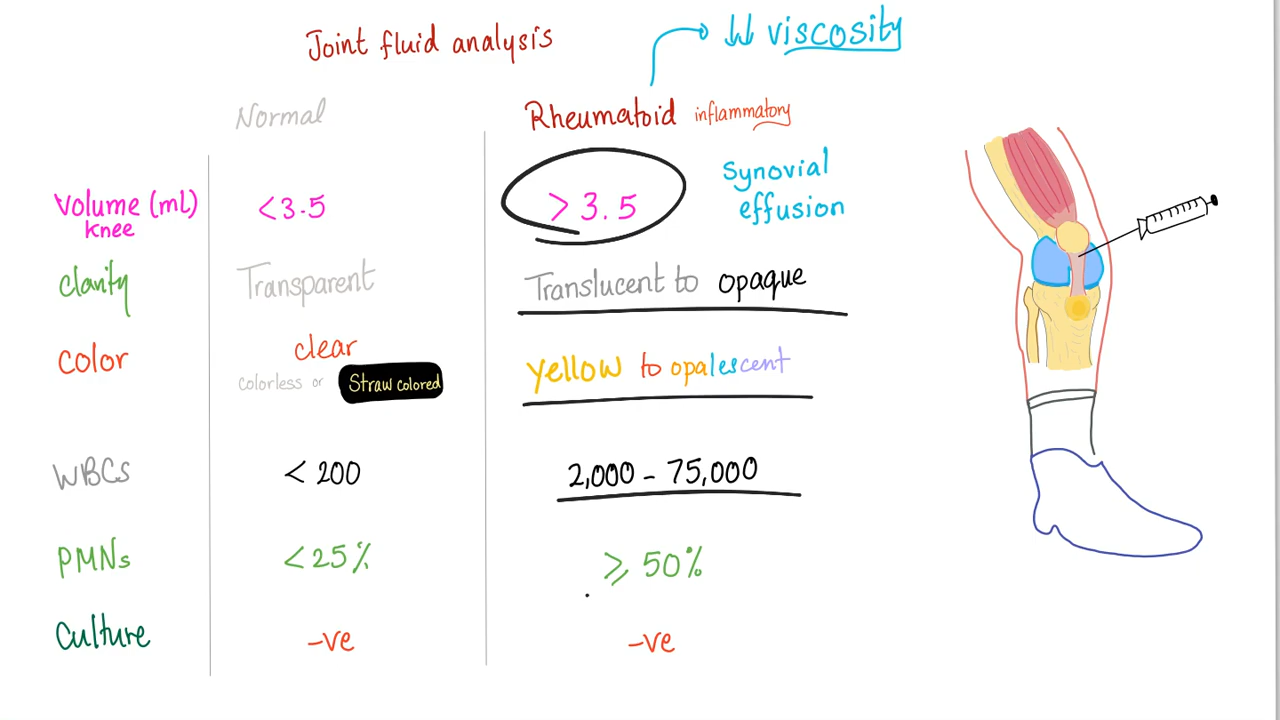 Joint fluid analysis
↓↓ viscosity
Normal
Rheumatoid inflammatory
Volume (ml)
knee
<3.5
>3.5
Synovial
effusion
clarity
Transparent
Translucent to opaque
Color
clear
colorless or Straw colored
yellow to opalescent
WBCs
< 200
2,000 - 75,000
PMNs
<25%
⩾ 50%
Culture
-ve
-ve